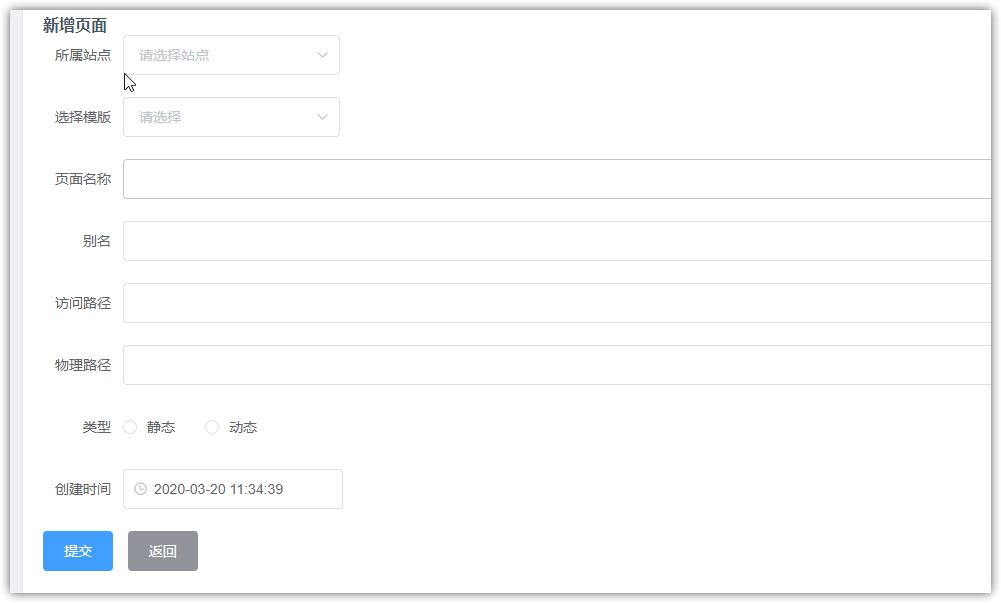 新增页面
所属站点 请选择站点
选择模版 请选择
页面名称
别名
访问路径
物理路径
类型 静态 动态
创建时间 2020-03-20 11:34:39
提交 返回